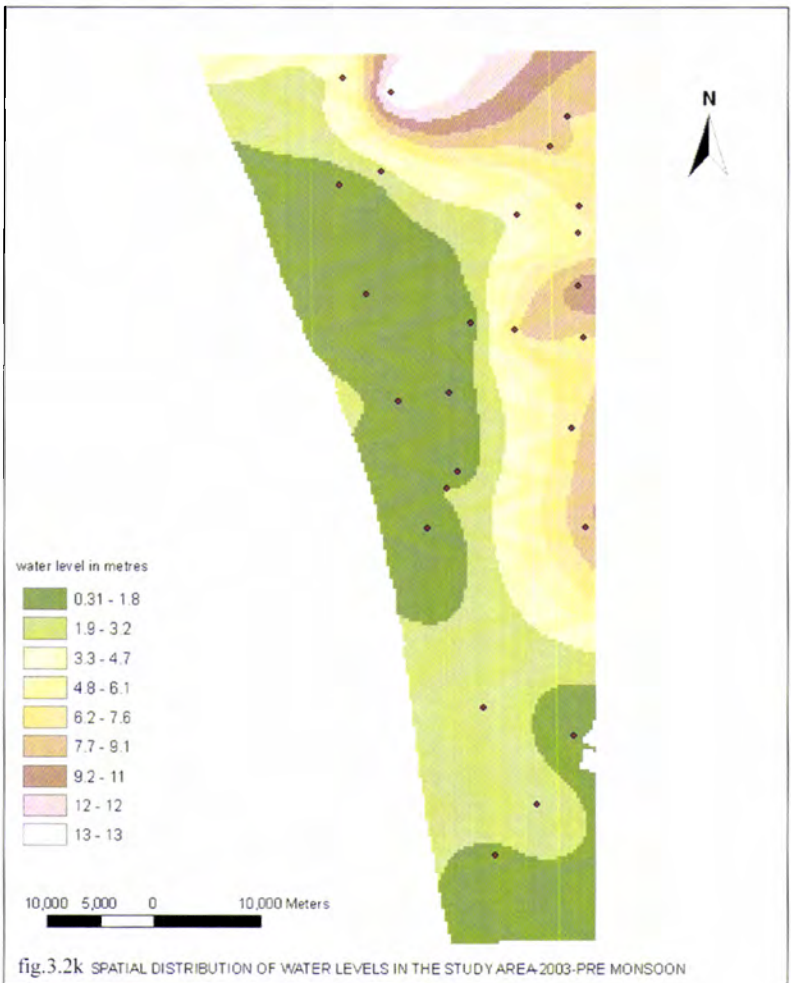 N
water level in metres
0.31 - 1.8
1.9 - 3.2
3.3 - 4.7
4.8 - 6.1
6.2 - 7.6
7.7 - 9.1
9.2 - 11
12 - 12
13 - 13
10,000 5,000 0 10,000 Meters
fig.3.2k SPATIAL DISTRIBUTION OF WATER LEVELS IN THE STUDY AREA-2003-PRE MONSOON